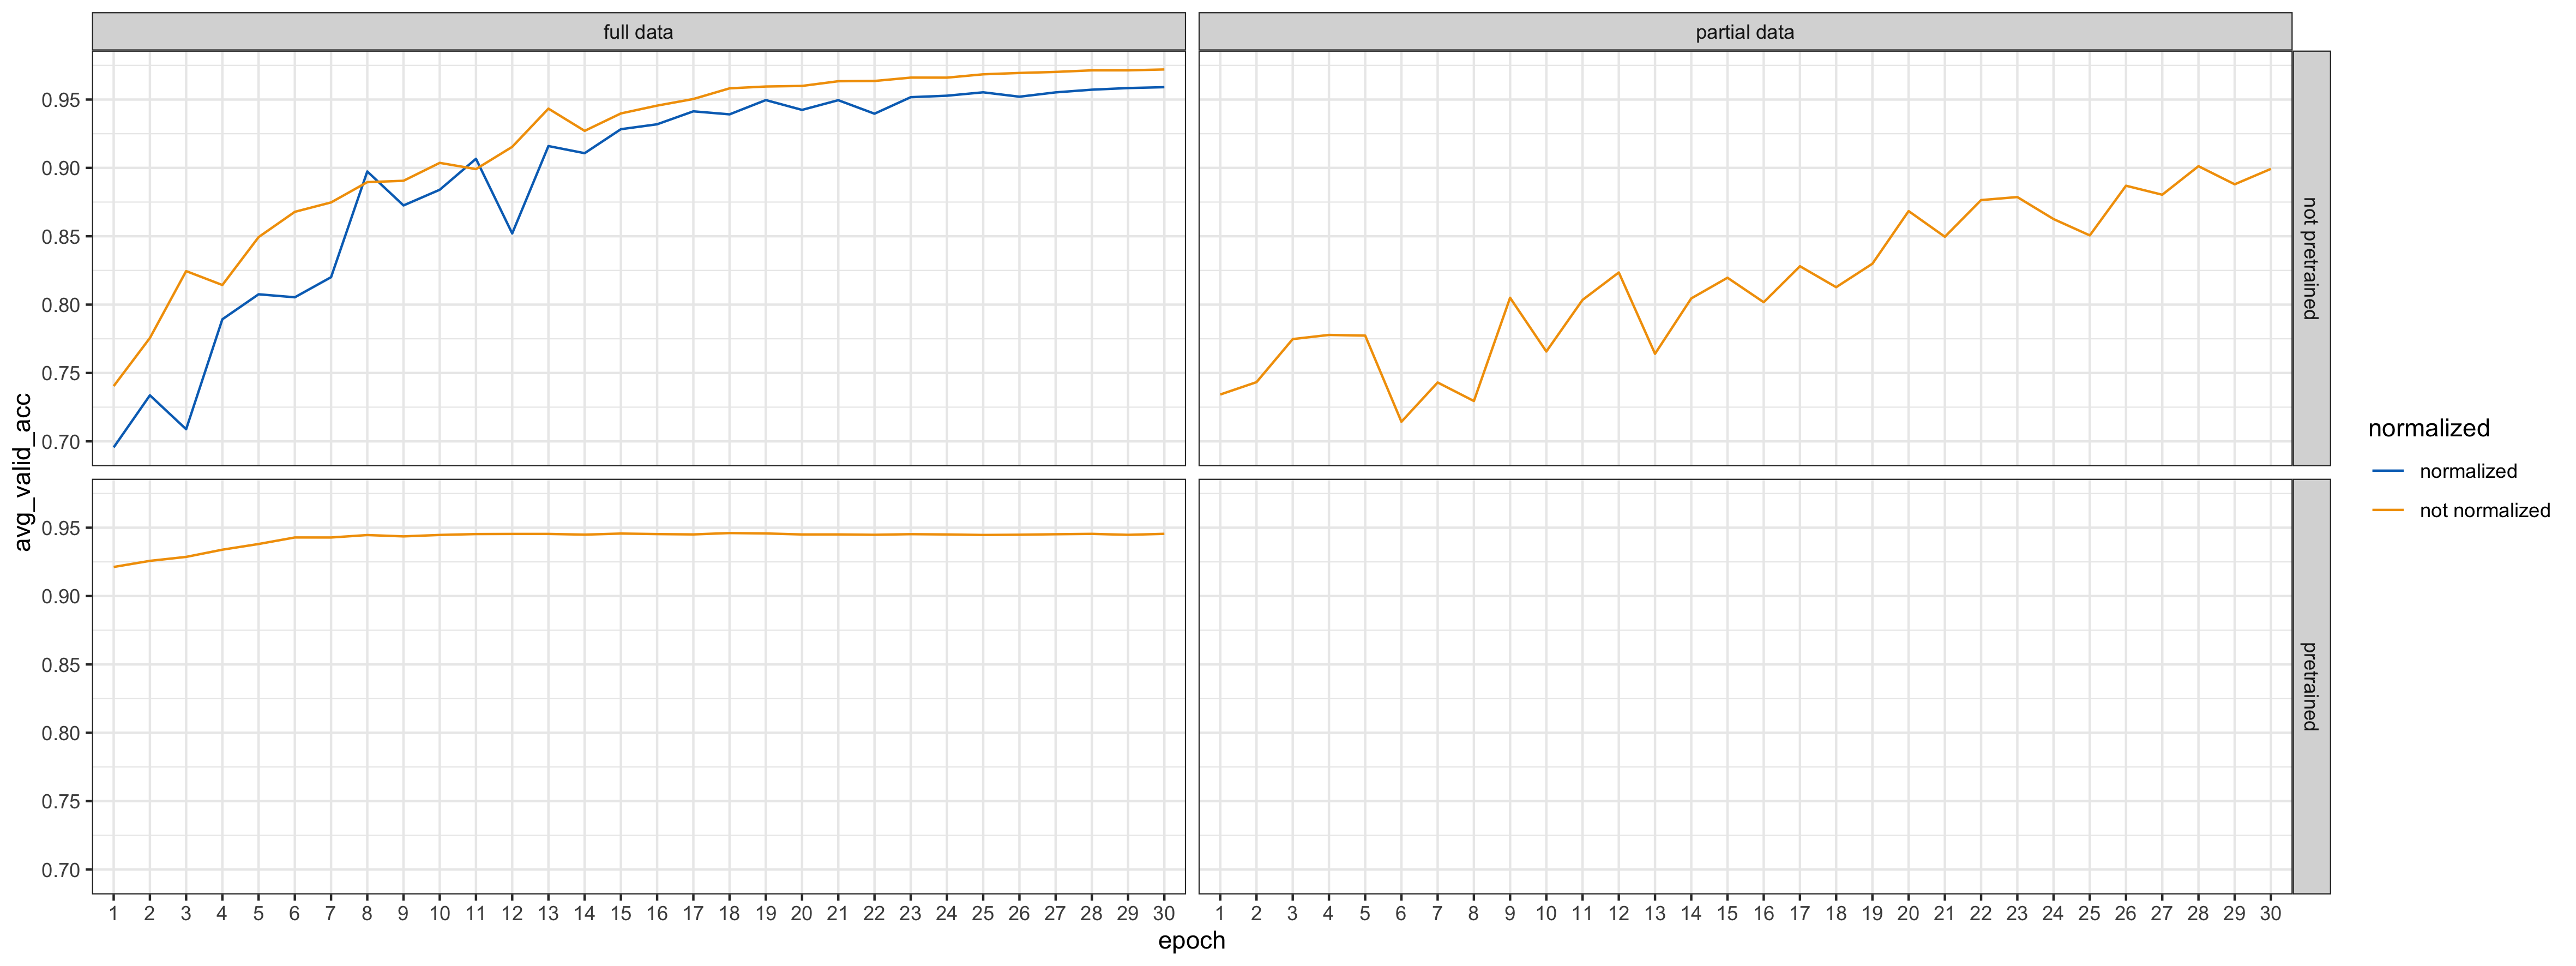 full data
partial data
0.95
0.90
0.85
0.80
0.75
0.70
not pretrained
0.95
0.90
0.85
0.80
0.75
0.70
pretrained
avg_valid_acc
1 2 3 4 5 6 7 8 9 10 11 12 13 14 15 16 17 18 19 20 21 22 23 24 25 26 27 28 29 30
1 2 3 4 5 6 7 8 9 10 11 12 13 14 15 16 17 18 19 20 21 22 23 24 25 26 27 28 29 30
epoch
normalized
normalized
not normalized